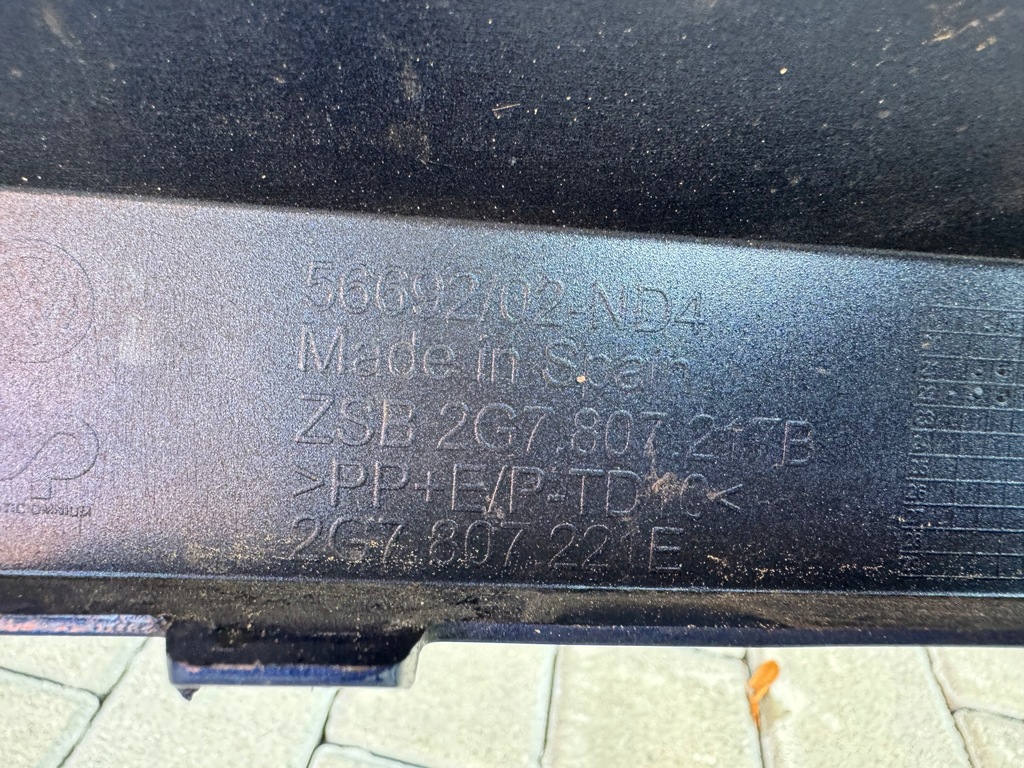 56692/02-ND4
Made in Spain
ZSB 2G7.807.217B
>PP+E/P-TD10<
2G7.807.221E